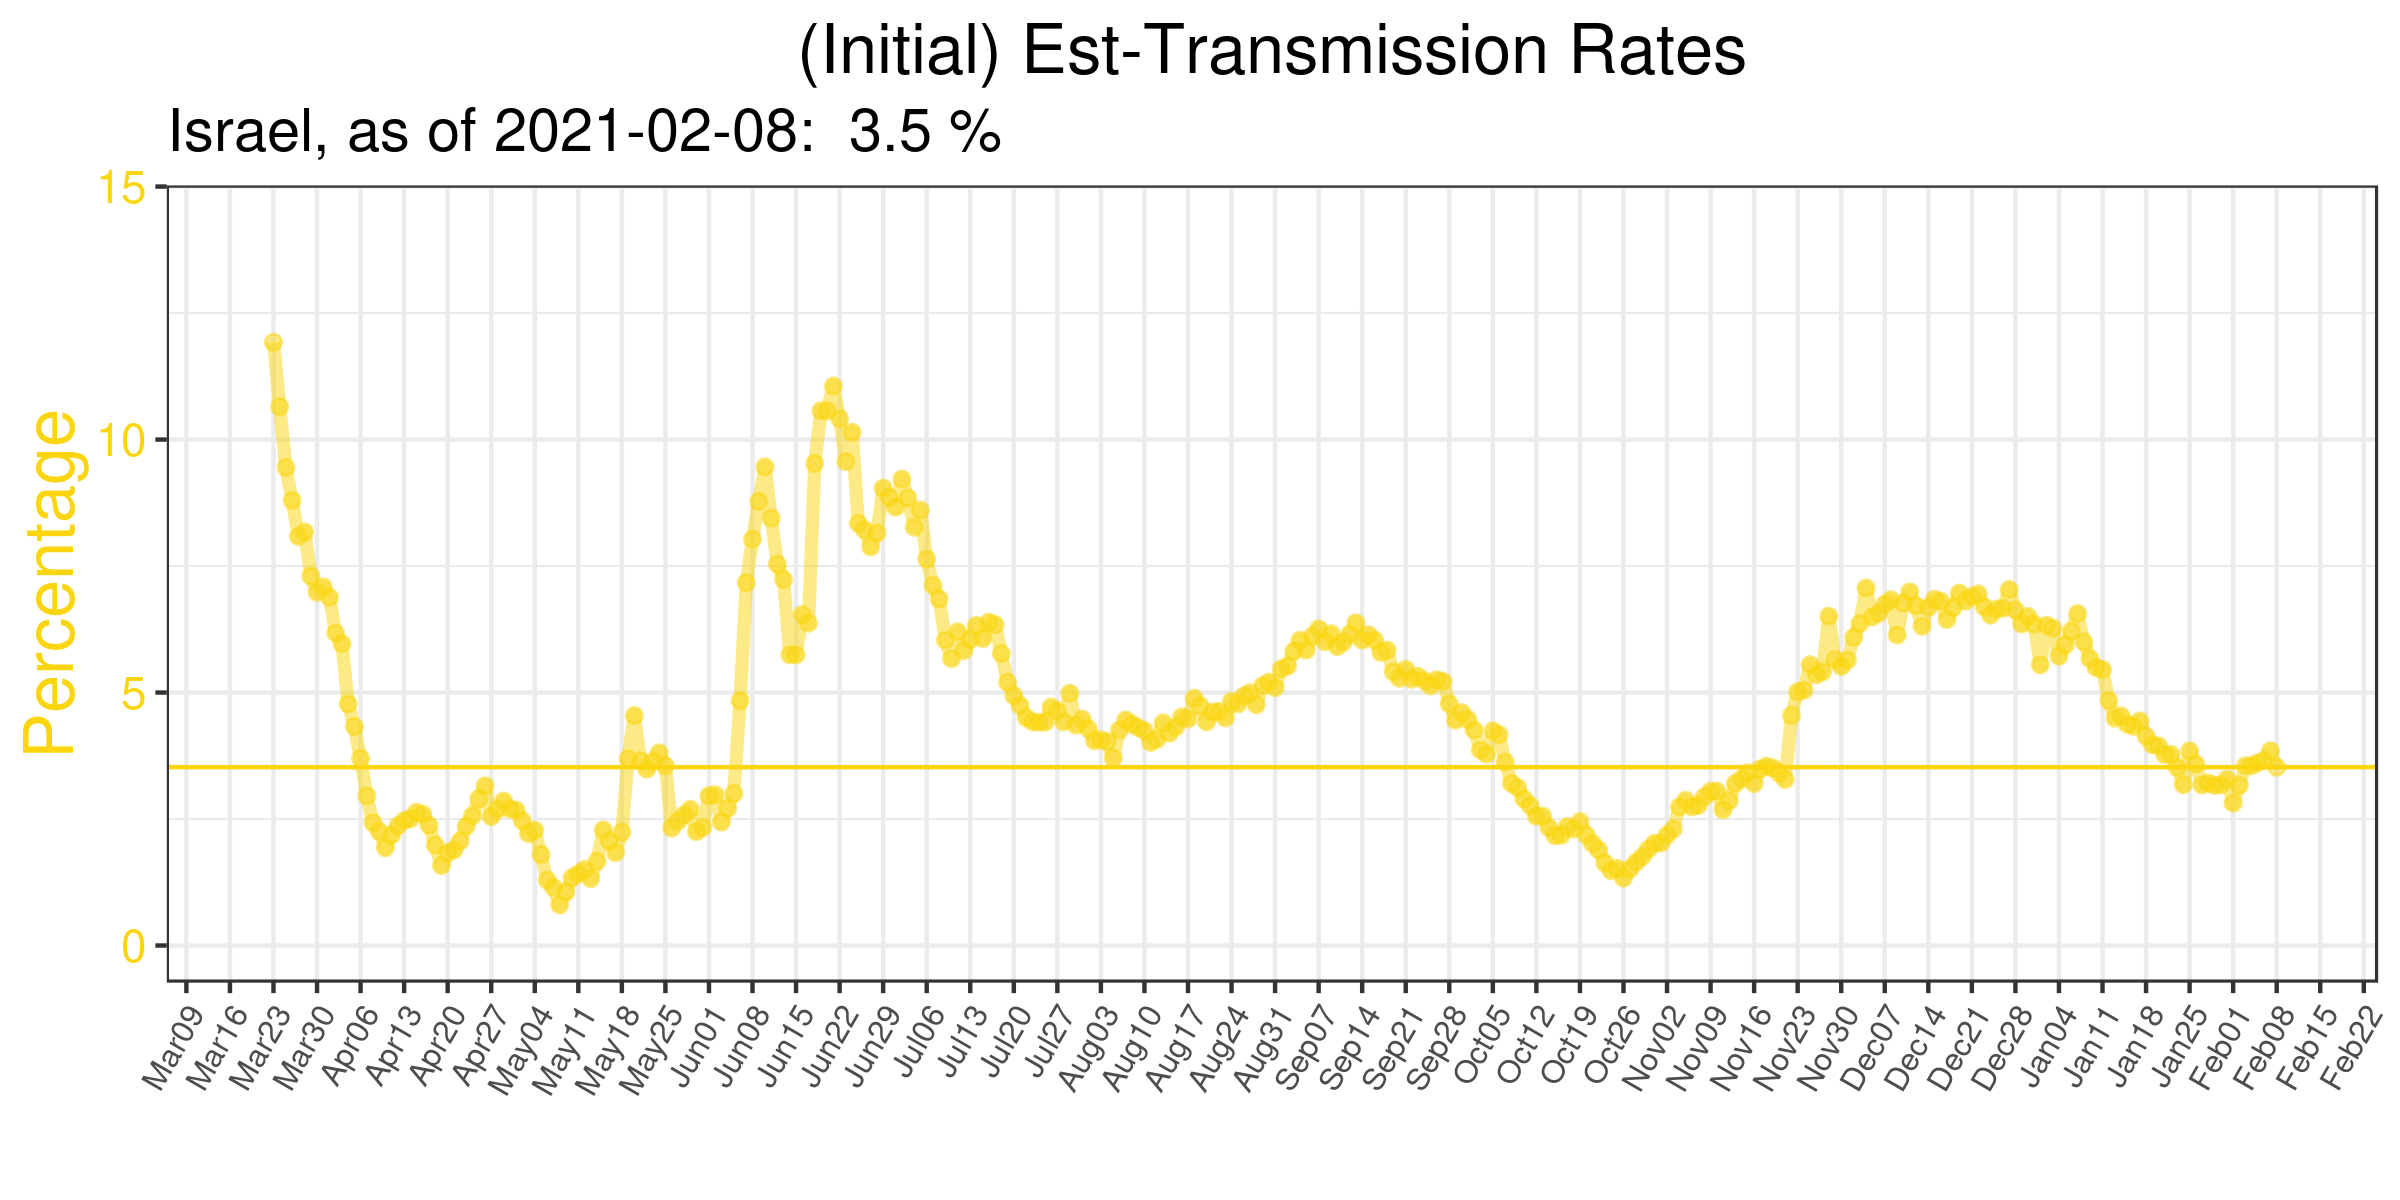 (Initial) Est-Transmission Rates
Israel, as of 2021-02-08:  3.5 %
Percentage
15
10
5
0
Mar09
Mar16
Mar23
Mar30
Apr06
Apr13
Apr20
Apr27
May04
May11
May18
May25
Jun01
Jun08
Jun15
Jun22
Jun29
Jul06
Jul13
Jul20
Jul27
Aug03
Aug10
Aug17
Aug24
Aug31
Sep07
Sep14
Sep21
Sep28
Oct05
Oct12
Oct19
Oct26
Nov02
Nov09
Nov16
Nov23
Nov30
Dec07
Dec14
Dec21
Dec28
Jan04
Jan11
Jan18
Jan25
Feb01
Feb08
Feb15
Feb22